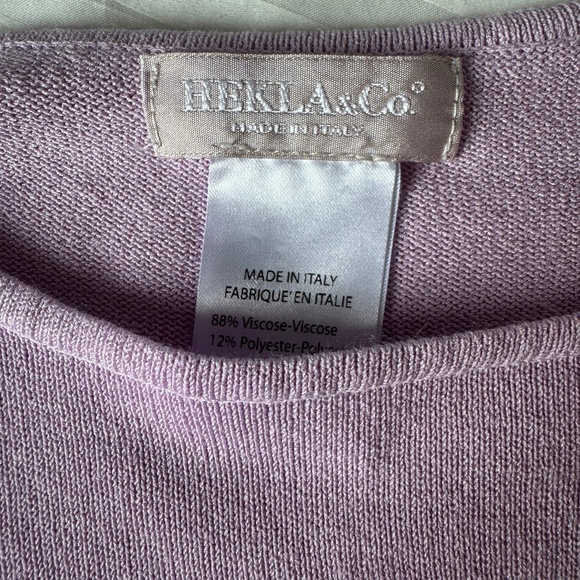 HEKLA&Co.°
MADE IN ITALY
MADE IN ITALY
FABRIQUE' EN ITALIE
88% Viscose-Viscose
12% Polyester-